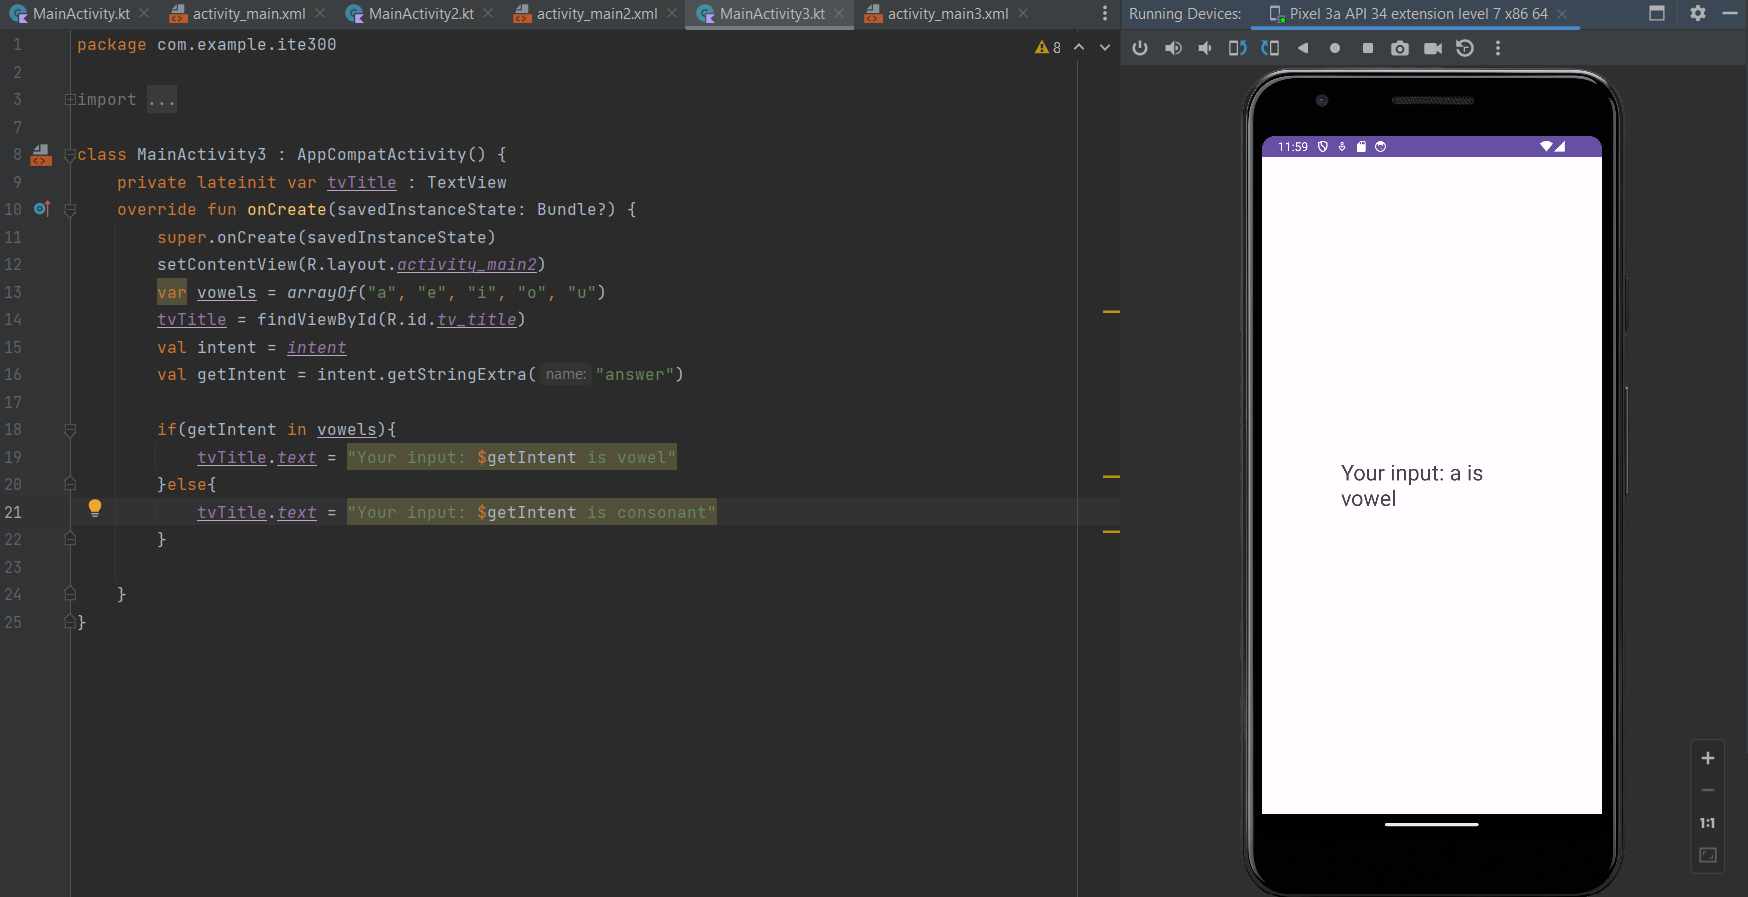 MainActivity.kt activity_main.xml MainActivity2.kt activity_main2.xml MainActivity3.kt activity_main3.xml
Running Devices: Pixel 3a API 34 extension level 7 x86 64
8
1 package com.example.ite300
2
3 import ...
7
8 class MainActivity3 : AppCompatActivity() {
9 private lateinit var tvTitle : TextView
10 override fun onCreate(savedInstanceState: Bundle?) {
11 super.onCreate(savedInstanceState)
12 setContentView(R.layout.activity_main2)
13 var vowels = arrayOf("a", "e", "i", "o", "u")
14 tvTitle = findViewById(R.id.tv_title)
15 val intent = intent
16 val getIntent = intent.getStringExtra( name: "answer")
17
18 if(getIntent in vowels){
19 tvTitle.text = "Your input: $getIntent is vowel"
20 }else{
21 tvTitle.text = "Your input: $getIntent is consonant"
22 }
23
24 }
25 }
11:59
Your input: a is
vowel
1:1